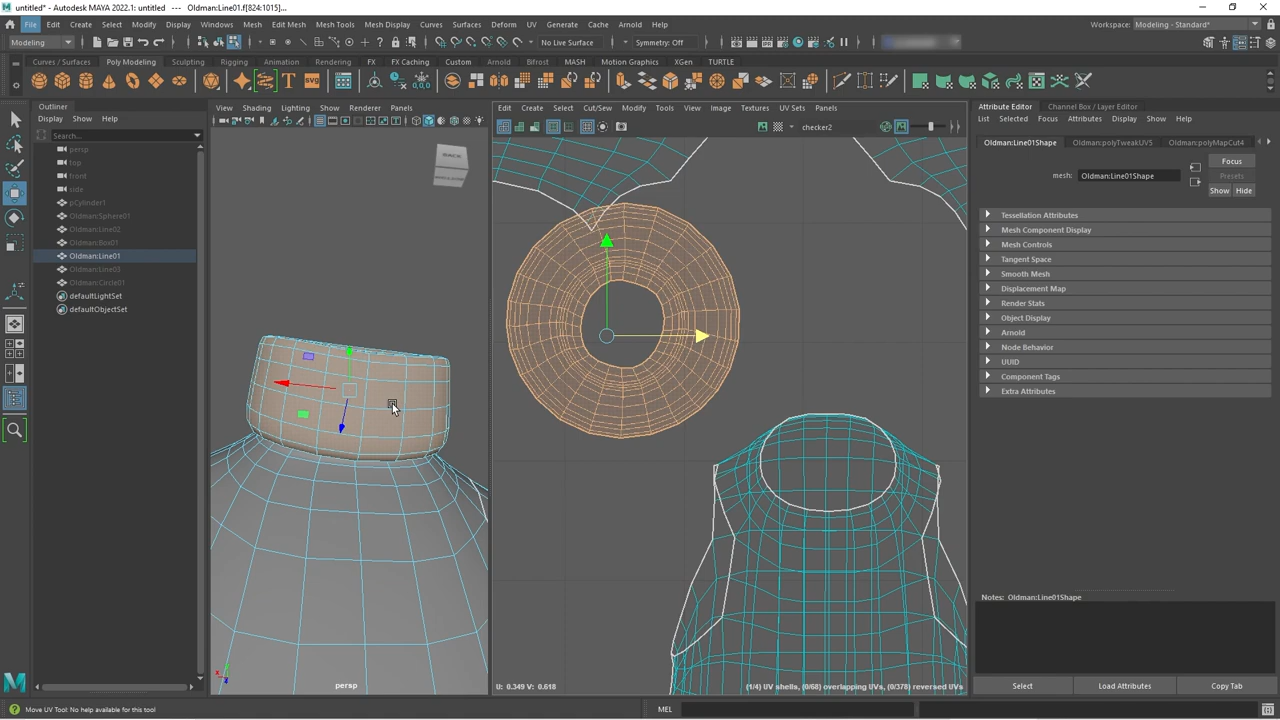 untitled* - Autodesk MAYA 2022.1: untitled --- Oldman:Line01.f[824:1015]...
File Edit Create Select Modify Display Windows Mesh Edit Mesh Mesh Tools Mesh Display Curves Surfaces Deform UV Generate Cache Arnold Help
Workspace: Modeling - Standard*
Modeling
No Live Surface
Symmetry: Off
Curves / Surfaces Poly Modeling Sculpting Rigging Animation Rendering FX FX Caching Custom Arnold Bifrost MASH Motion Graphics XGen TURTLE
Outliner
Display Show Help
Search...
persp
top
front
side
pCylinder1
Oldman:Sphere01
Oldman:Line02
Oldman:Box01
Oldman:Line01
Oldman:Line03
Oldman:Circle01
defaultLightSet
defaultObjectSet
View Shading Lighting Show Renderer Panels
BACK
persp
Edit Create Select Cut/Sew Modify Tools View Image Textures UV Sets Panels
checker2
U: 0.349 V: 0.618
(1/4) UV shells, (0/68) overlapping UVs, (0/378) reversed UVs
Attribute Editor Channel Box / Layer Editor
List Selected Focus Attributes Display Show Help
Oldman:Line01Shape Oldman:polyTweakUV5 Oldman:polyMapCut4
mesh: Oldman:Line01Shape
Focus
Presets
Show Hide
Tessellation Attributes
Mesh Component Display
Mesh Controls
Tangent Space
Smooth Mesh
Displacement Map
Render Stats
Object Display
Arnold
Node Behavior
UUID
Component Tags
Extra Attributes
Notes: Oldman:Line01Shape
Select Load Attributes Copy Tab
Move UV Tool: No help available for this tool
MEL